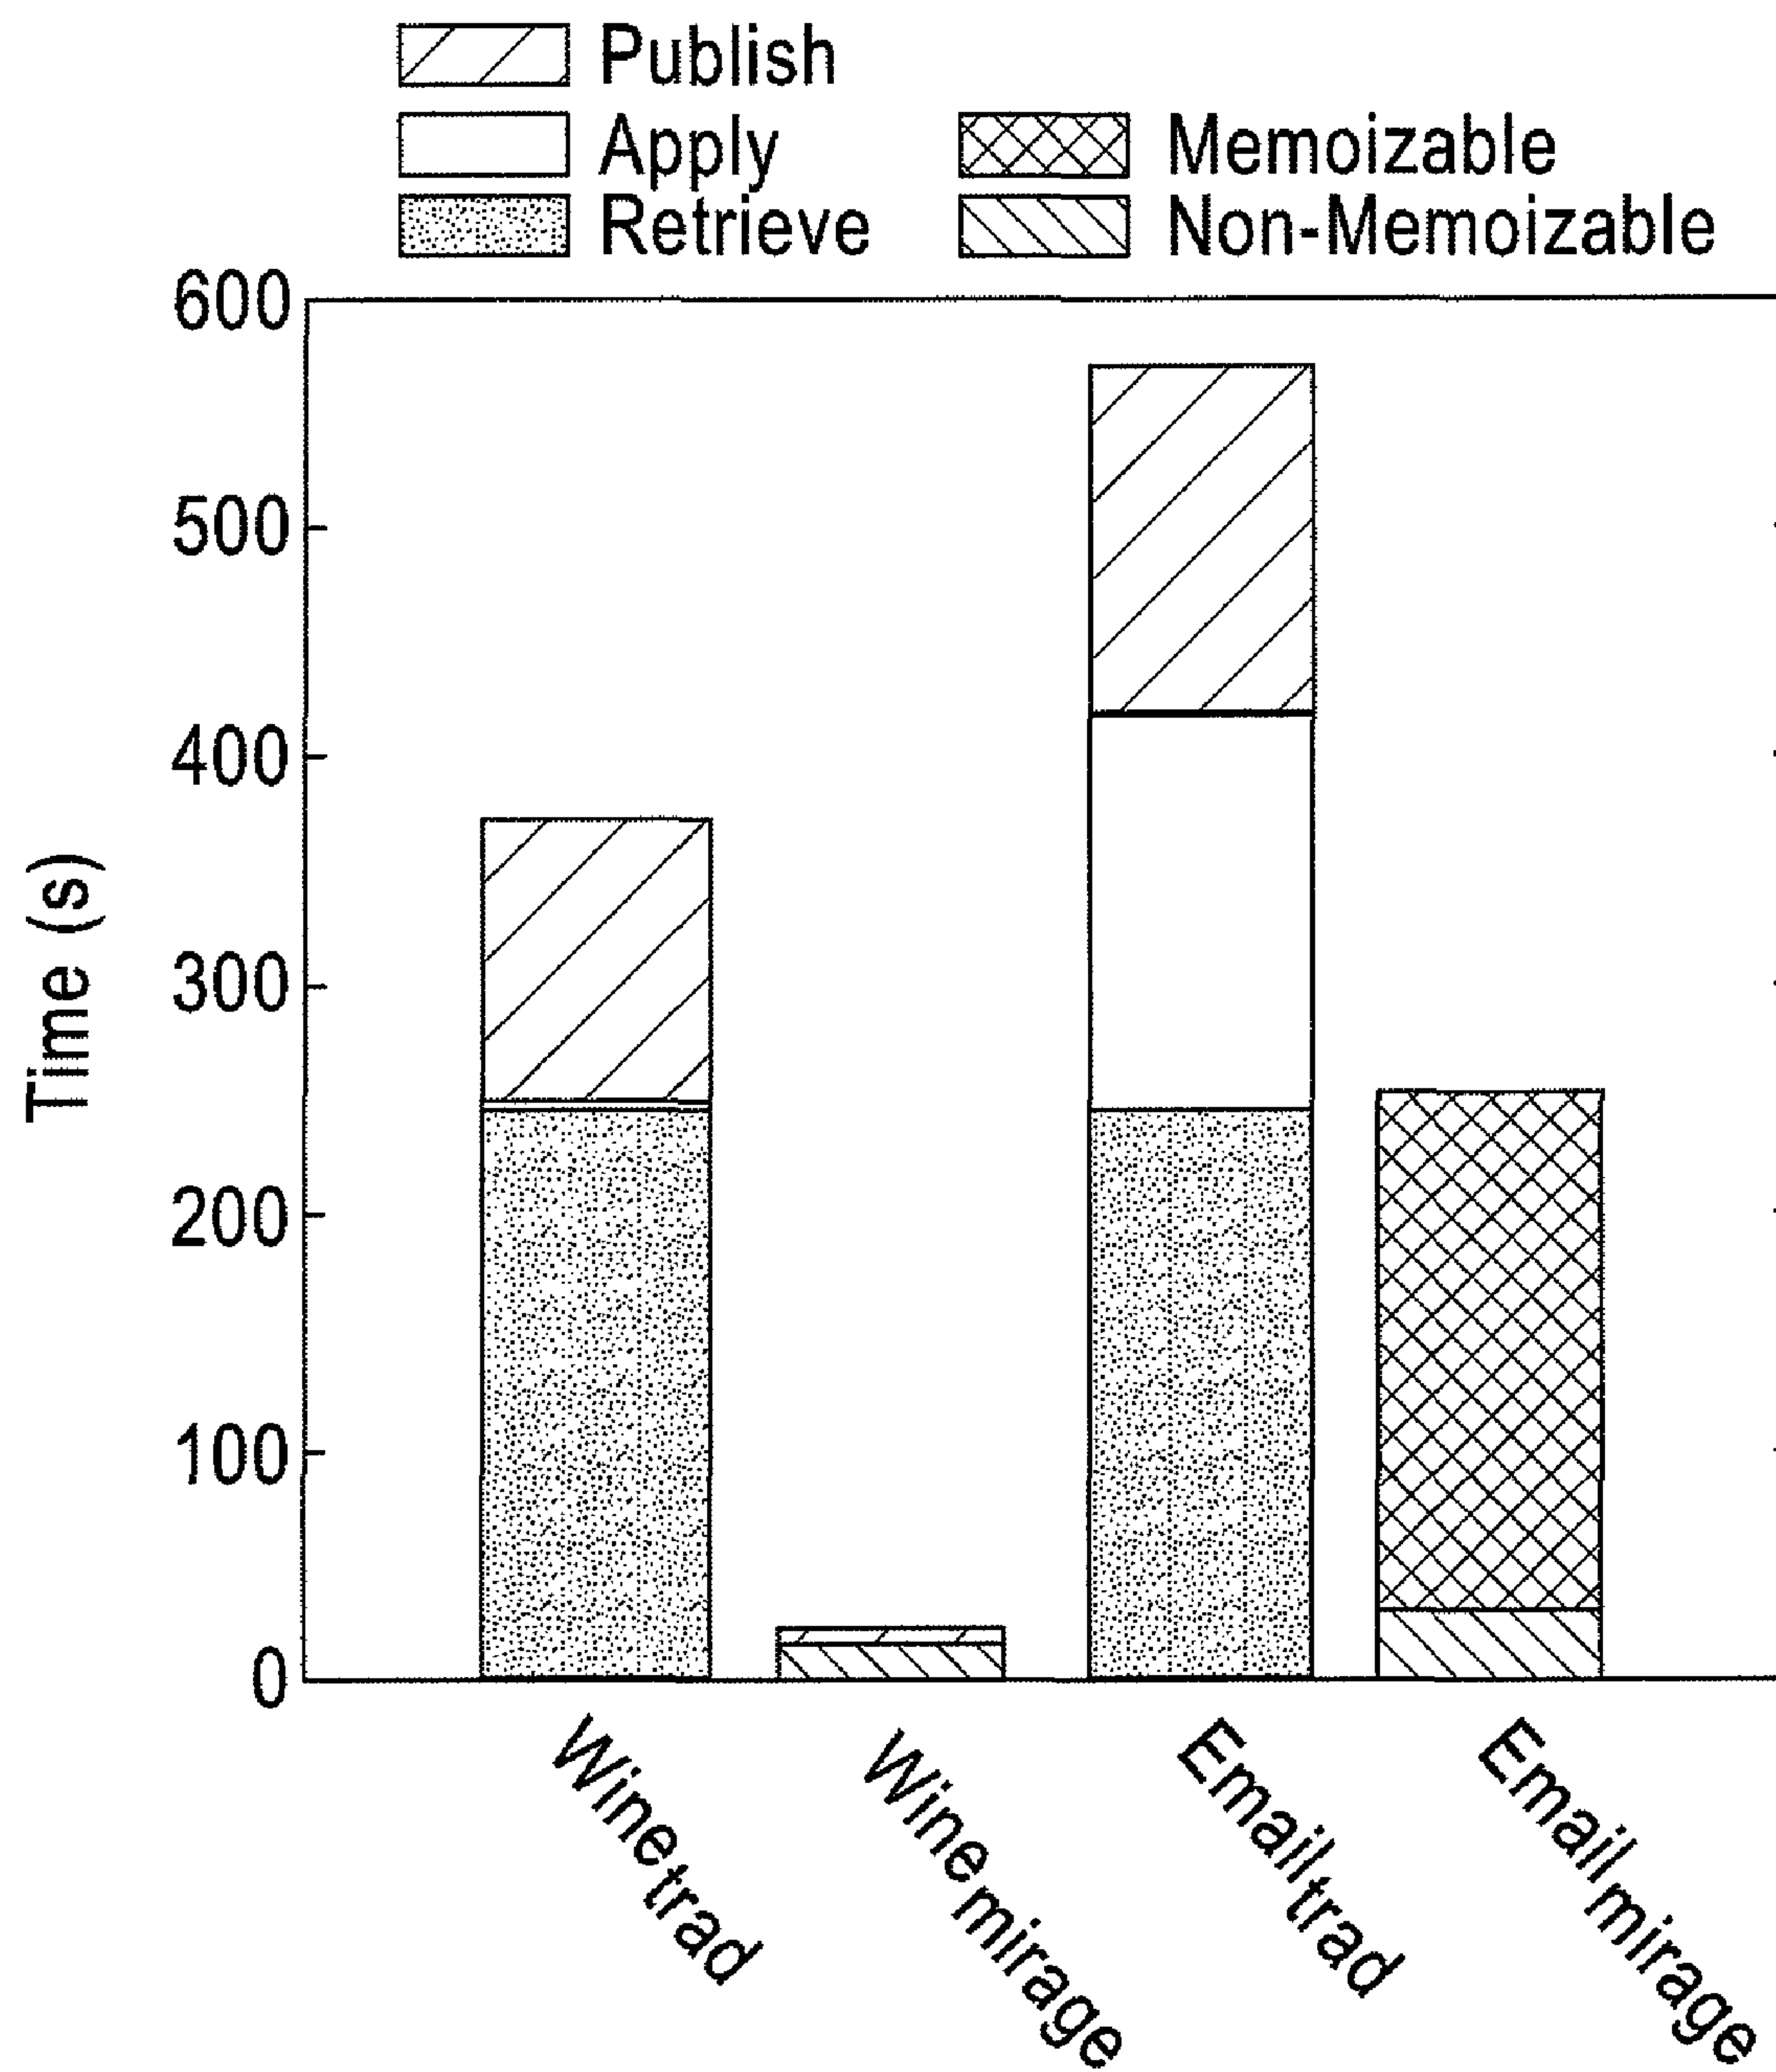 Publish
Apply
Memoizable
Retrieve
Non-Memoizable
600
500
400
300
200
100
0
Time (s)
Wine trad
Wine mirage
Email trad
Email mirage